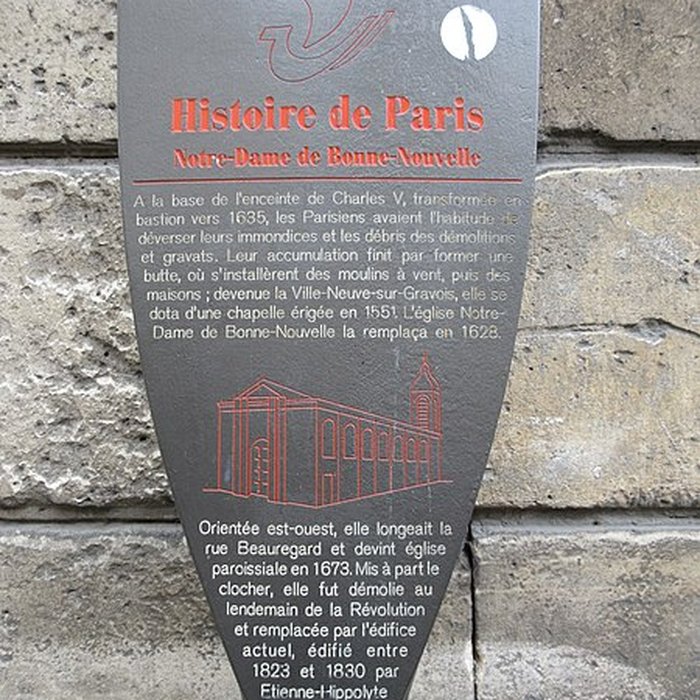 Histoire de Paris
Notre-Dame de Bonne-Nouvelle
A la base de l'enceinte de Charles V, transformée en
bastion vers 1635, les Parisiens avaient l'habitude de
déverser leurs immondices et les débris des démolitions
et gravats. Leur accumulation finit par former une
butte, où s'installèrent des moulins à vent, puis des
maisons ; devenue la Ville-Neuve-sur-Gravois, elle se
dota d'une chapelle érigée en 1551. L'église Notre-
Dame de Bonne-Nouvelle la remplaça en 1628.
Orientée est-ouest, elle longeait la
rue Beauregard et devint église
paroissiale en 1673. Mis à part le
clocher, elle fut démolie au
lendemain de la Révolution
et remplacée par l'édifice
actuel, édifié entre
1823 et 1830 par
Etienne-Hippolyte